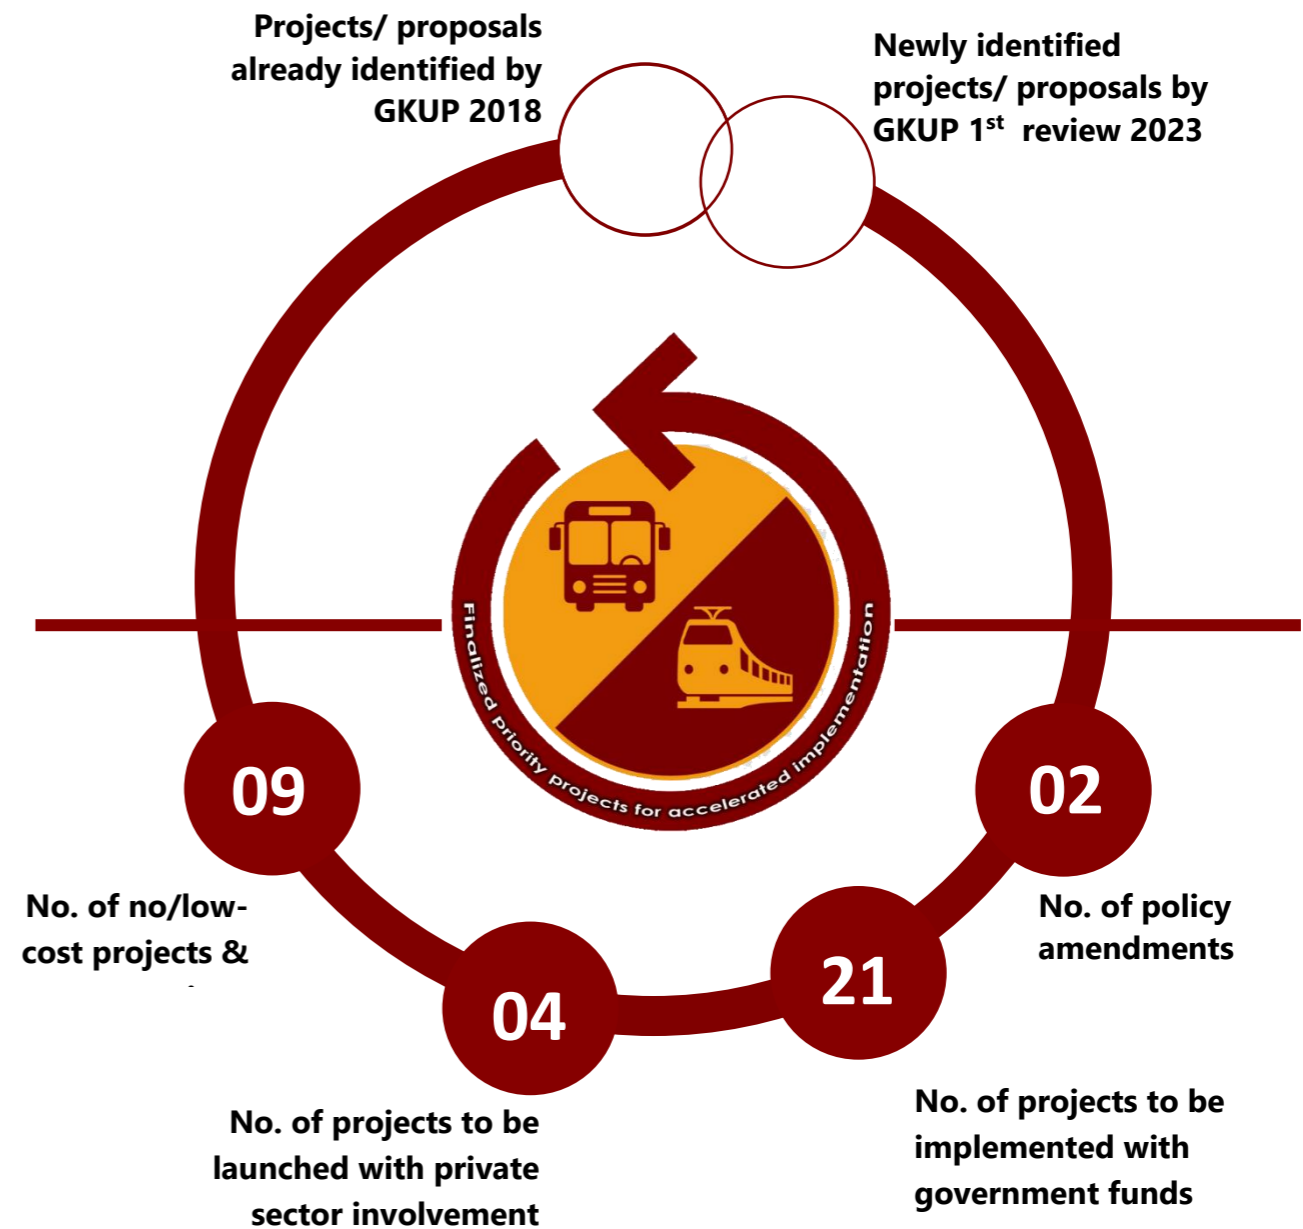 Projects/ proposals
already identified by
GKUP 2018
Newly identified
projects/ proposals by
GKUP 1st review 2023
Finalized priority projects for accelerated implementation
09
No. of no/low-
cost projects &
04
No. of projects to be
launched with private
sector involvement
21
No. of projects to be
implemented with
government funds
02
No. of policy
amendments